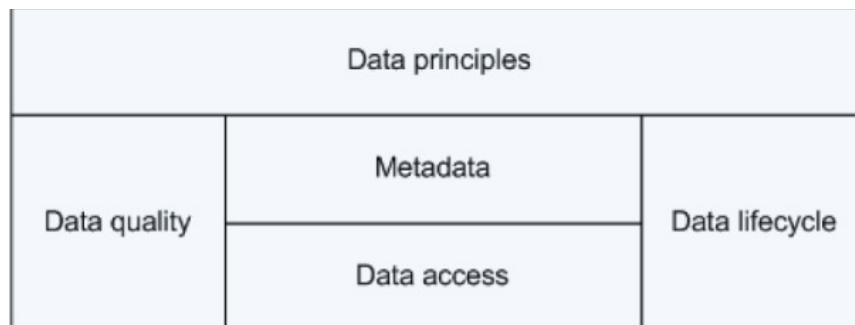 Data principles
Metadata
Data quality
Data lifecycle
Data access